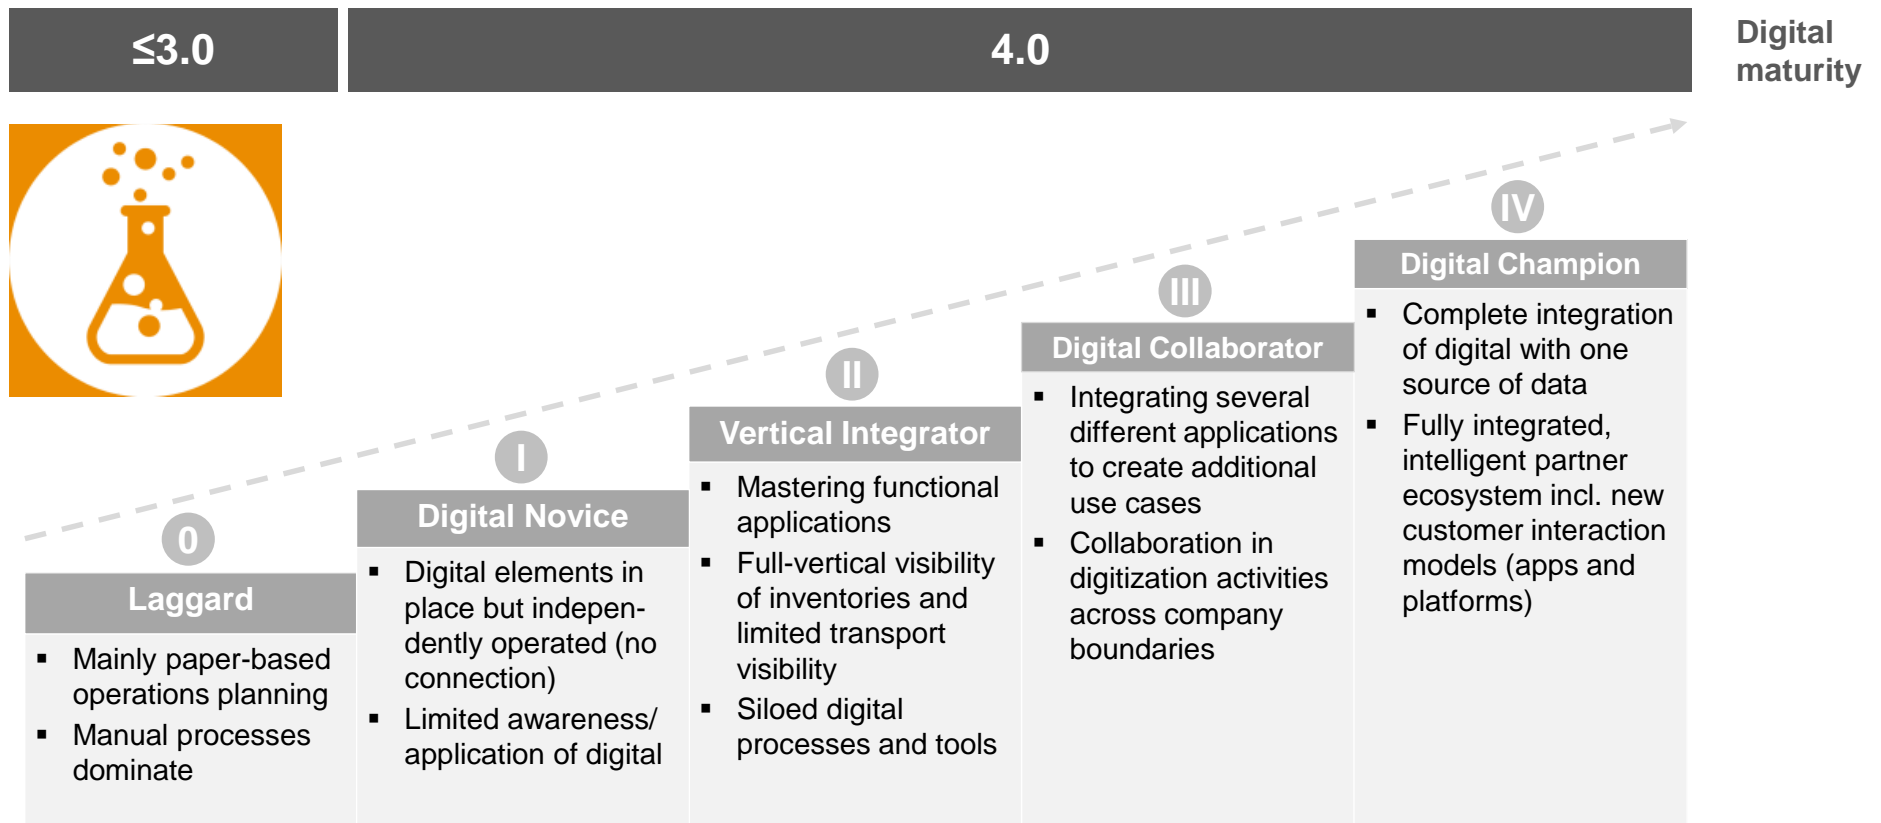 ≤3.0
4.0
Digital
maturity
0
Laggard
▪ Mainly paper-based
operations planning
▪ Manual processes
dominate
I
Digital Novice
▪ Digital elements in
place but indepen-
dently operated (no
connection)
▪ Limited awareness/
application of digital
II
Vertical Integrator
▪ Mastering functional
applications
▪ Full-vertical visibility
of inventories and
limited transport
visibility
▪ Siloed digital
processes and tools
III
Digital Collaborator
▪ Integrating several
different applications
to create additional
use cases
▪ Collaboration in
digitization activities
across company
boundaries
IV
Digital Champion
▪ Complete integration
of digital with one
source of data
▪ Fully integrated,
intelligent partner
ecosystem incl. new
customer interaction
models (apps and
platforms)